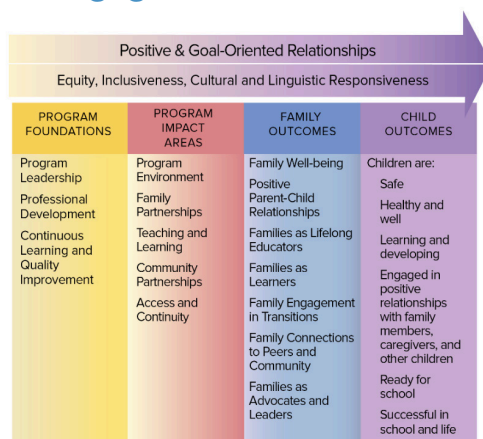 Positive & Goal-Oriented Relationships
Equity, Inclusiveness, Cultural and Linguistic Responsiveness
PROGRAM
FOUNDATIONS
Program
Leadership
Professional
Development
Continuous
Learning and
Quality
Improvement
PROGRAM
IMPACT
AREAS
Program
Environment
Family
Partnerships
Teaching and
Learning
Community
Partnerships
Access and
Continuity
FAMILY
OUTCOMES
Family Well-being
Positive
Parent-Child
Relationships
Families as Lifelong
Educators
Families as
Learners
Family Engagement
in Transitions
Family Connections
to Peers and
Community
Families as
Advocates and
Leaders
CHILD
OUTCOMES
Children are:
Safe
Healthy and
well
Learning and
developing
Engaged in
positive
relationships
with family
members,
caregivers, and
other children
Ready for
school
Successful in
school and life